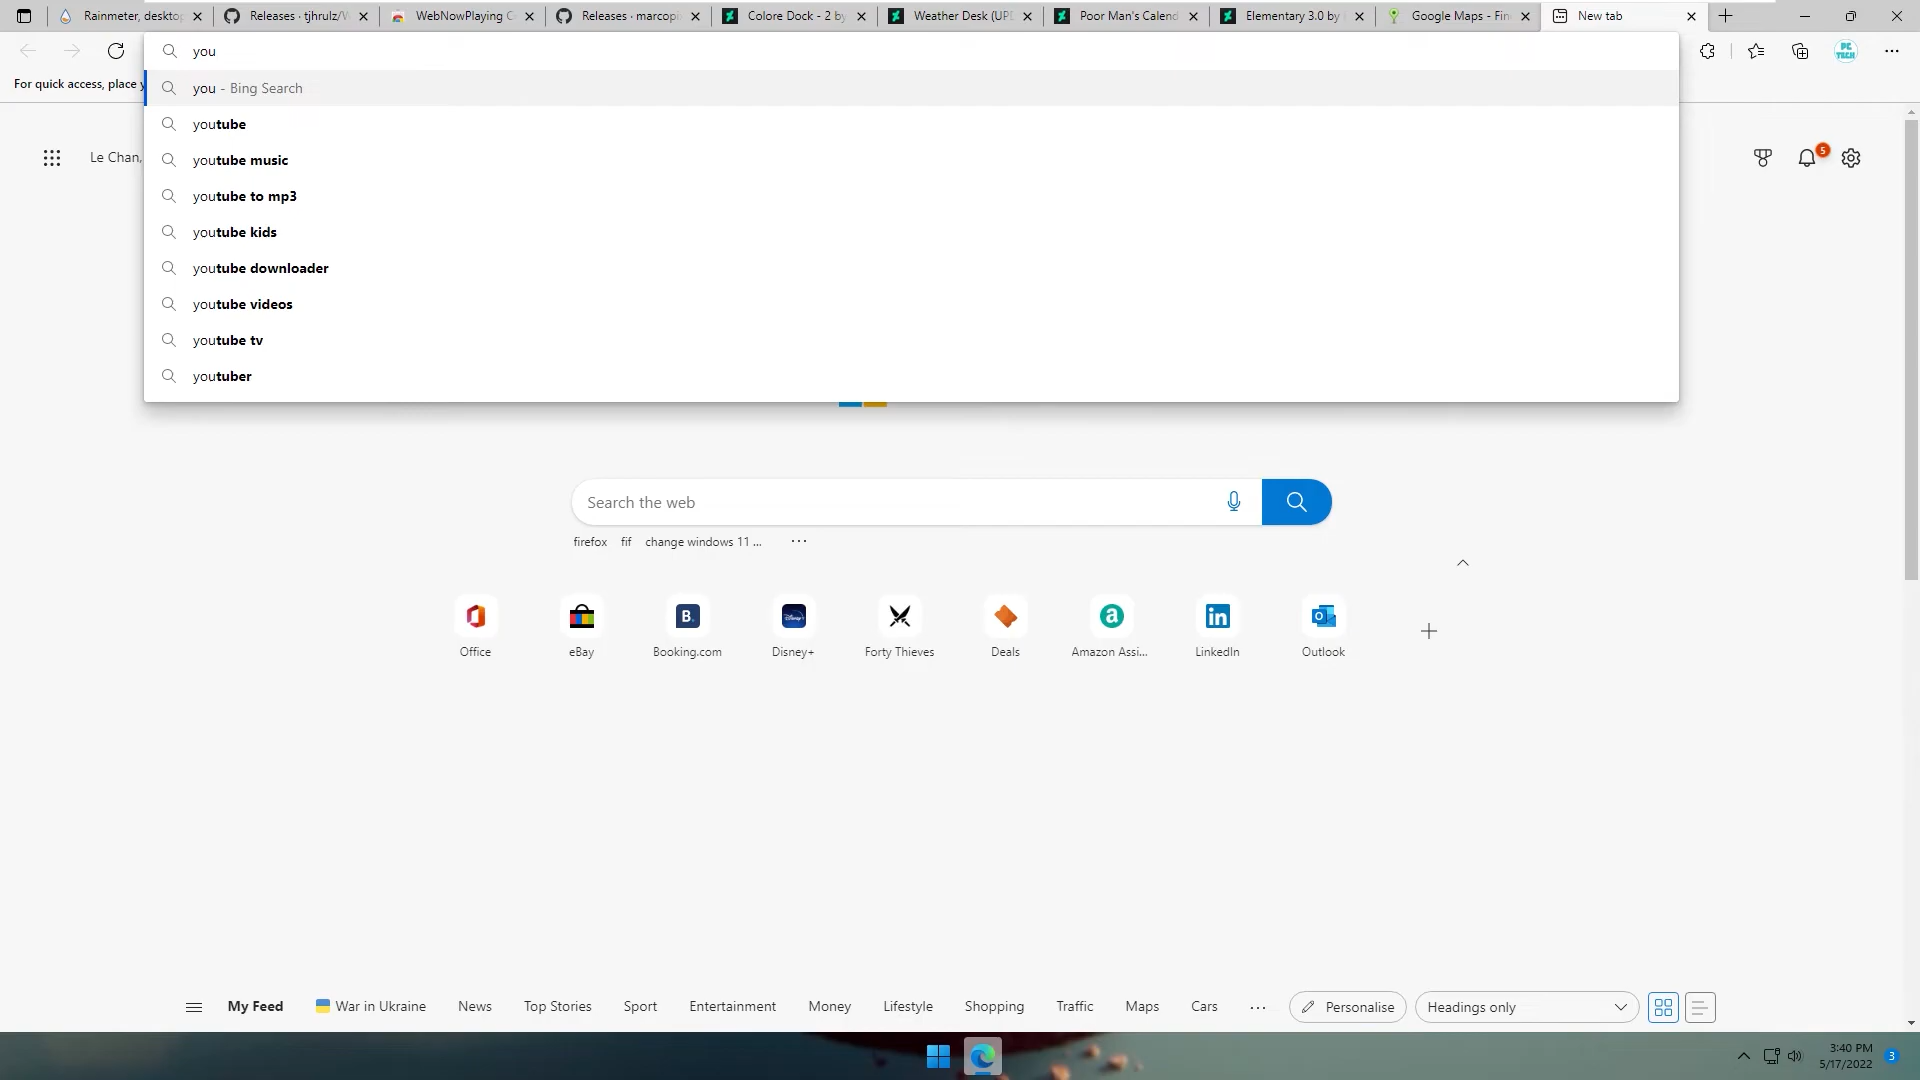 Rainmeter, desktop
Releases · tjhrulz/W
WebNowPlaying C
Releases · marcopi
Colore Dock - 2 by
Weather Desk (UPD
Poor Man's Calend
Elementary 3.0 by
Google Maps - Fin
New tab
you
For quick access, place y
you - Bing Search
youtube
youtube music
youtube to mp3
youtube kids
youtube downloader
youtube videos
youtube tv
youtuber
Le Chan,
5
PC TECH
Search the web
firefox fif change windows 11 ...
Office
eBay
Booking.com
Disney+
Forty Thieves
Deals
Amazon Assi...
LinkedIn
Outlook
My Feed War in Ukraine News Top Stories Sport Entertainment Money Lifestyle Shopping Traffic Maps Cars ... Personalise Headings only
3:40 PM
5/17/2022
3